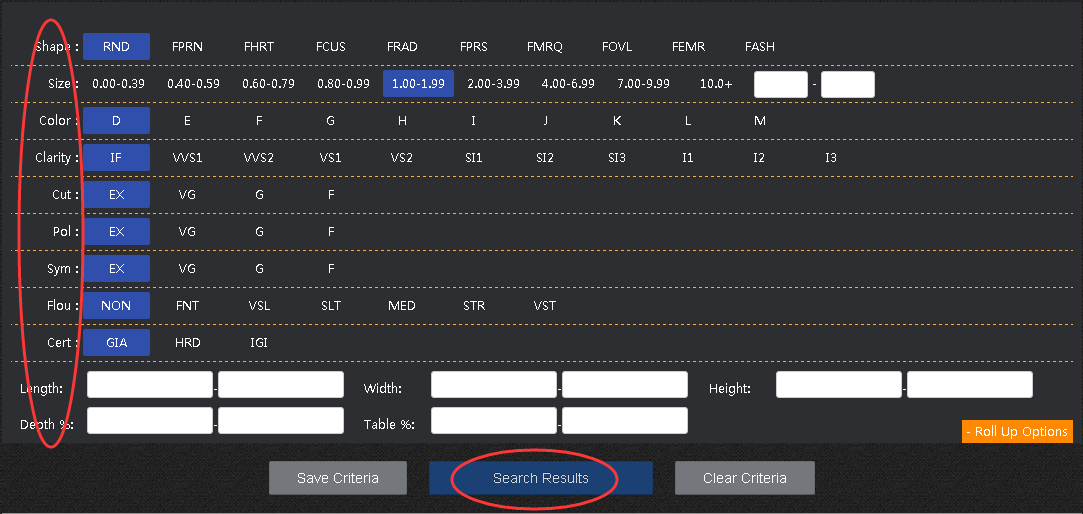 Shape : RND FPRN FHRT FCUS FRAD FPRS FMRQ FOVL FEMR FASH
Size : 0.00-0.39 0.40-0.59 0.60-0.79 0.80-0.99 1.00-1.99 2.00-3.99 4.00-6.99 7.00-9.99 10.0+ -
Color : D E F G H I J K L M
Clarity : IF VVS1 VVS2 VS1 VS2 SI1 SI2 SI3 I1 I2 I3
Cut : EX VG G F
Pol : EX VG G F
Sym : EX VG G F
Flou : NON FNT VSL SLT MED STR VST
Cert : GIA HRD IGI
Length: - Width: - Height: -
Depth %: - Table %: -
- Roll Up Options
Save Criteria Search Results Clear Criteria